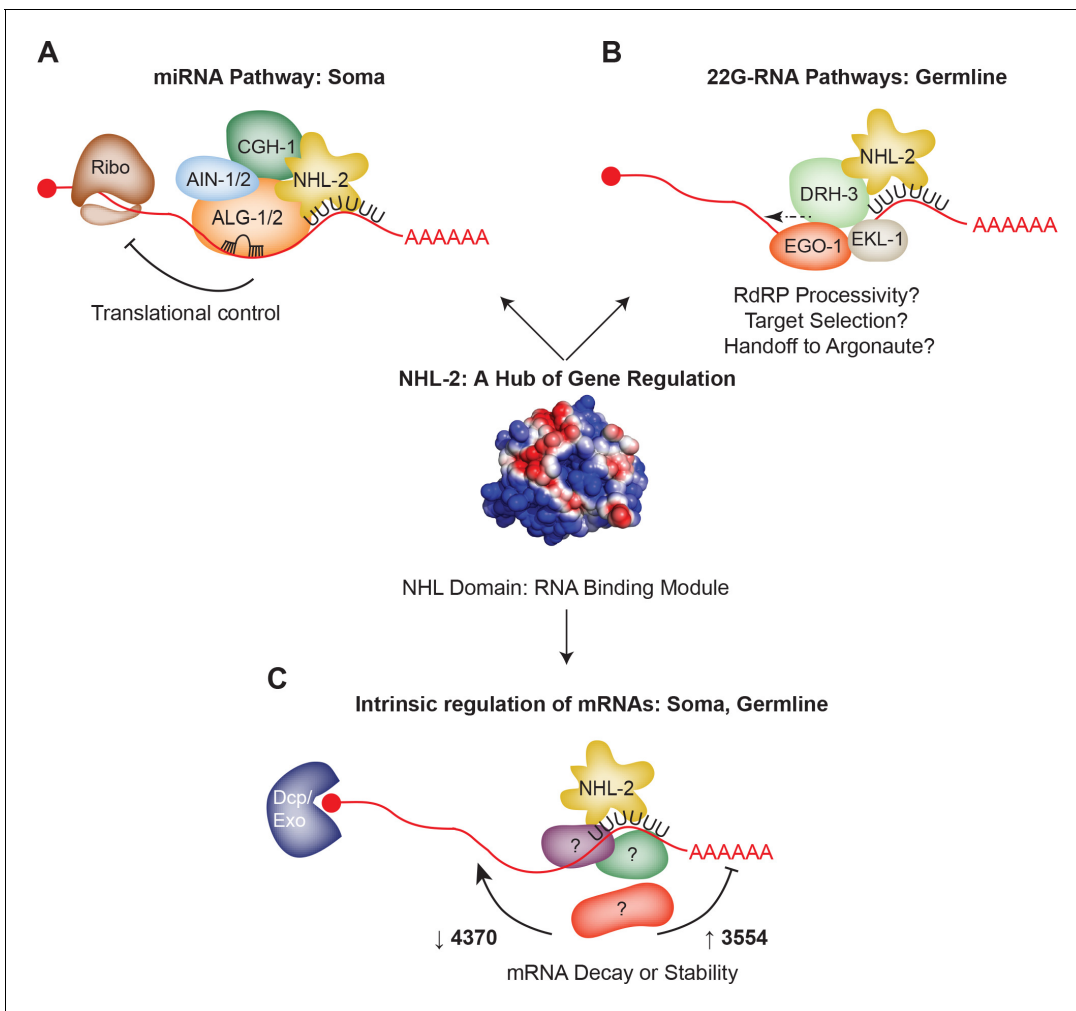 A
miRNA Pathway: Soma
Ribo
CGH-1
AIN-1/2
NHL-2
ALG-1/2
UUUUUU
AAAAAA
Translational control
B
22G-RNA Pathways: Germline
NHL-2
DRH-3
UUUUUU
AAAAAA
EGO-1
EKL-1
RdRP Processivity?
Target Selection?
Handoff to Argonaute?
NHL-2: A Hub of Gene Regulation
NHL Domain: RNA Binding Module
C
Intrinsic regulation of mRNAs: Soma, Germline
Dcp/
Exo
NHL-2
UUUUUU
?
?
AAAAAA
?
↓ 4370
↑ 3554
mRNA Decay or Stability